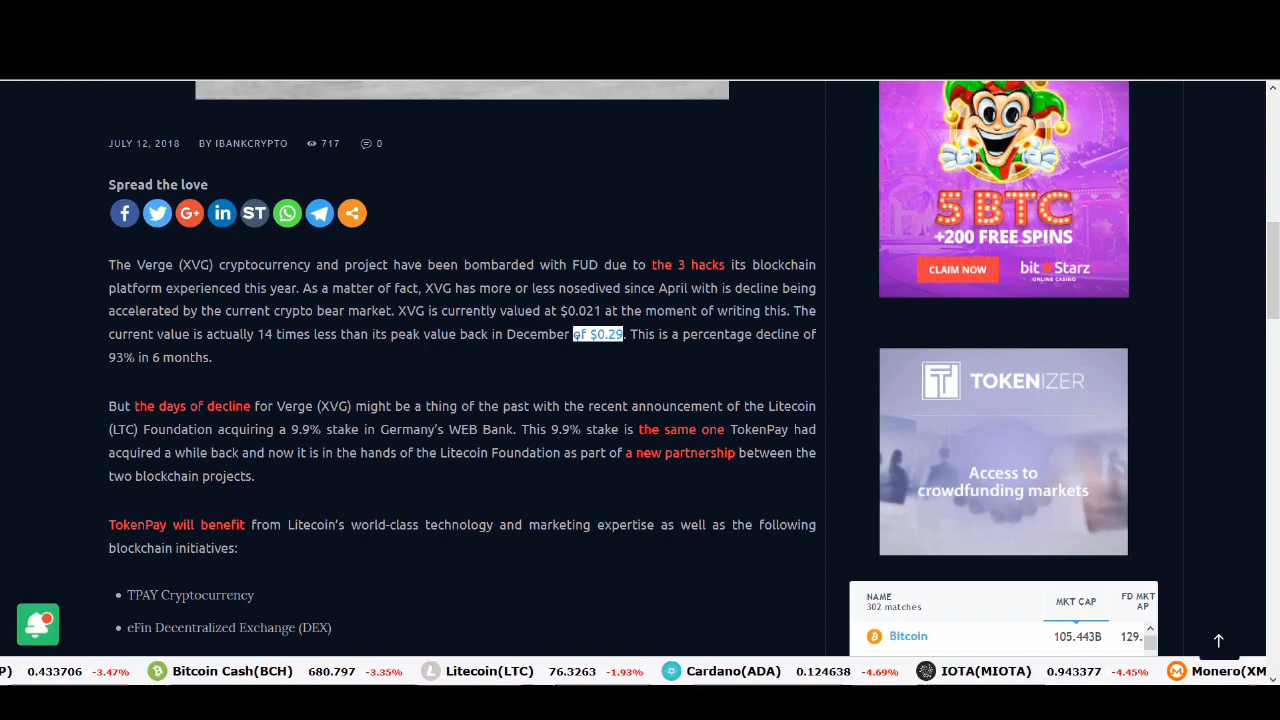 JULY 12, 2018 BY IBANKCRYPTO 717 0
Spread the love
ST
The Verge (XVG) cryptocurrency and project have been bombarded with FUD due to the 3 hacks its blockchain
platform experienced this year. As a matter of fact, XVG has more or less nosedived since April with is decline being
accelerated by the current crypto bear market. XVG is currently valued at $0.021 at the moment of writing this. The
current value is actually 14 times less than its peak value back in December of $0.29. This is a percentage decline of
93% in 6 months.
But the days of decline for Verge (XVG) might be a thing of the past with the recent announcement of the Litecoin
(LTC) Foundation acquiring a 9.9% stake in Germany's WEB Bank. This 9.9% stake is the same one TokenPay had
acquired a while back and now it is in the hands of the Litecoin Foundation as part of a new partnership between the
two blockchain projects.
TokenPay will benefit from Litecoin's world-class technology and marketing expertise as well as the following
blockchain initiatives:
TPAY Cryptocurrency
eFin Decentralized Exchange (DEX)
5 BTC
+200 FREE SPINS
CLAIM NOW
bitStarz
ONLINE CASINO
TOKENIZER
Access to
crowdfunding markets
NAME
302 matches
MKT CAP
FD MKT
AP
Bitcoin 105.443B 129.
P) 0.433706 -3.47% Bitcoin Cash(BCH) 680.797 -3.35% Litecoin(LTC) 76.3263 -1.93% Cardano(ADA) 0.124638 -4.69% IOTA(MIOTA) 0.943377 -4.45% Monero(XM